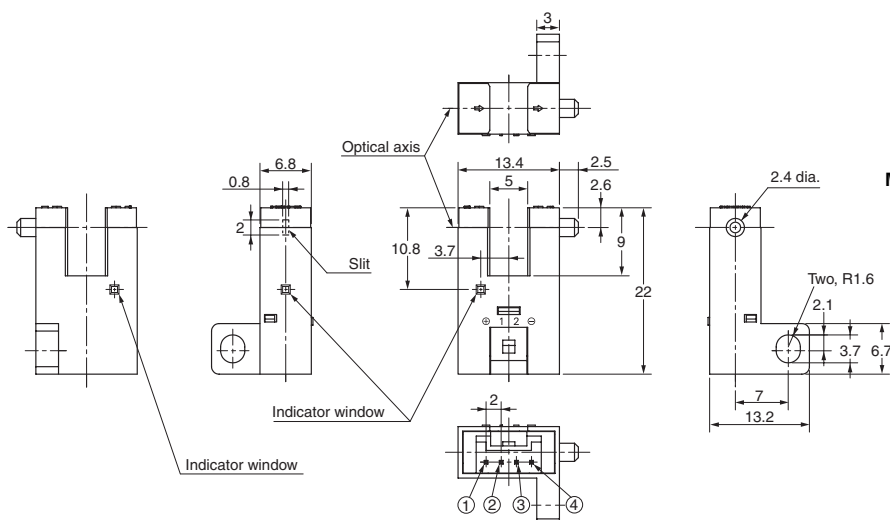 3
Optical axis
6.8
0.8
2
Slit
13.4
2.5
5
2.6
10.8
3.7
9
22
⊕ 1 2 ⊖
2.4 dia.
M
Two, R1.6
2.1
3.7
6.7
7
13.2
Indicator window
2
Indicator window
① ② ③ ④